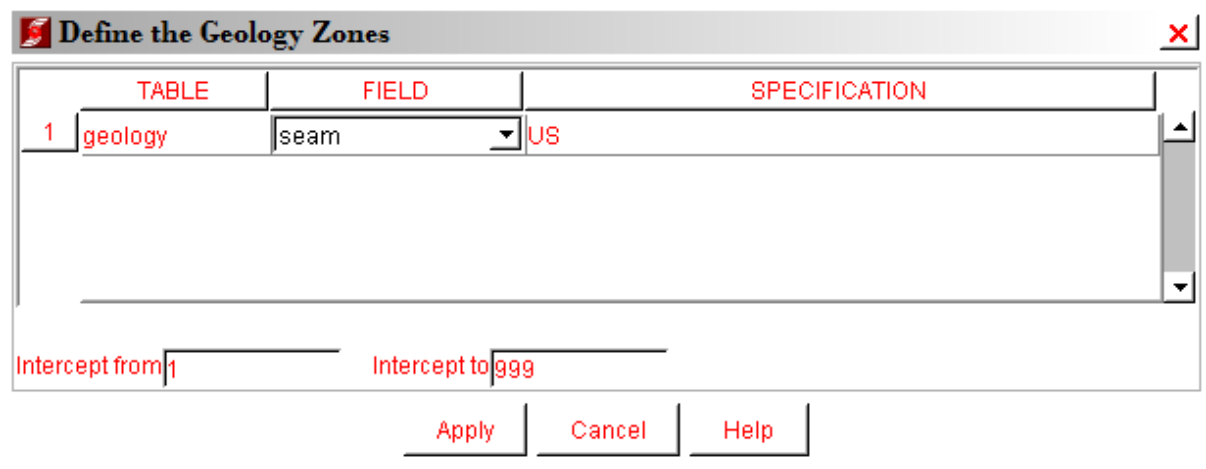 Define the Geology Zones
TABLE FIELD SPECIFICATION
1 geology seam US
Intercept from 1 Intercept to 999
Apply Cancel Help